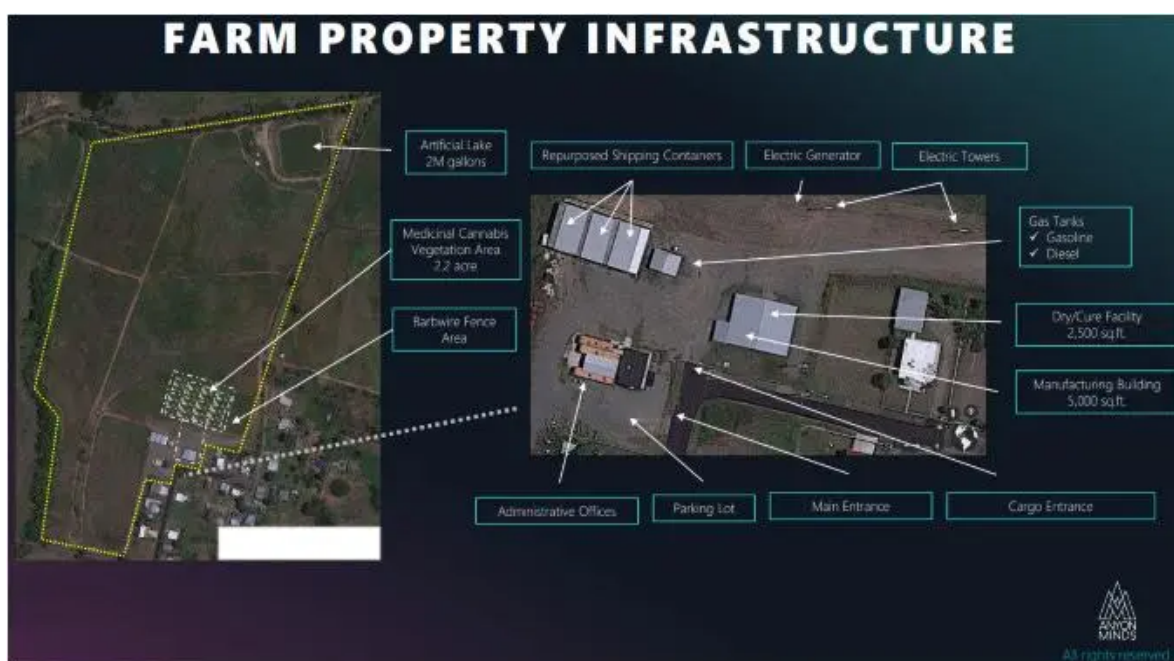 FARM PROPERTY INFRASTRUCTURE
Artificial Lake
2M gallons
Repurposed Shipping Containers
Electric Generator
Electric Towers
Medicinal Cannabis
Vegetation Area
2.2 acre
Gas Tanks
✓ Gasoline
✓ Diesel
Barbwire Fence
Area
Dry/Cure Facility
2,500 sq.ft.
Manufacturing Building
5,000 sq.ft.
Administrative Offices
Parking Lot
Main Entrance
Cargo Entrance
ANYON
MINDS
All rights reserved